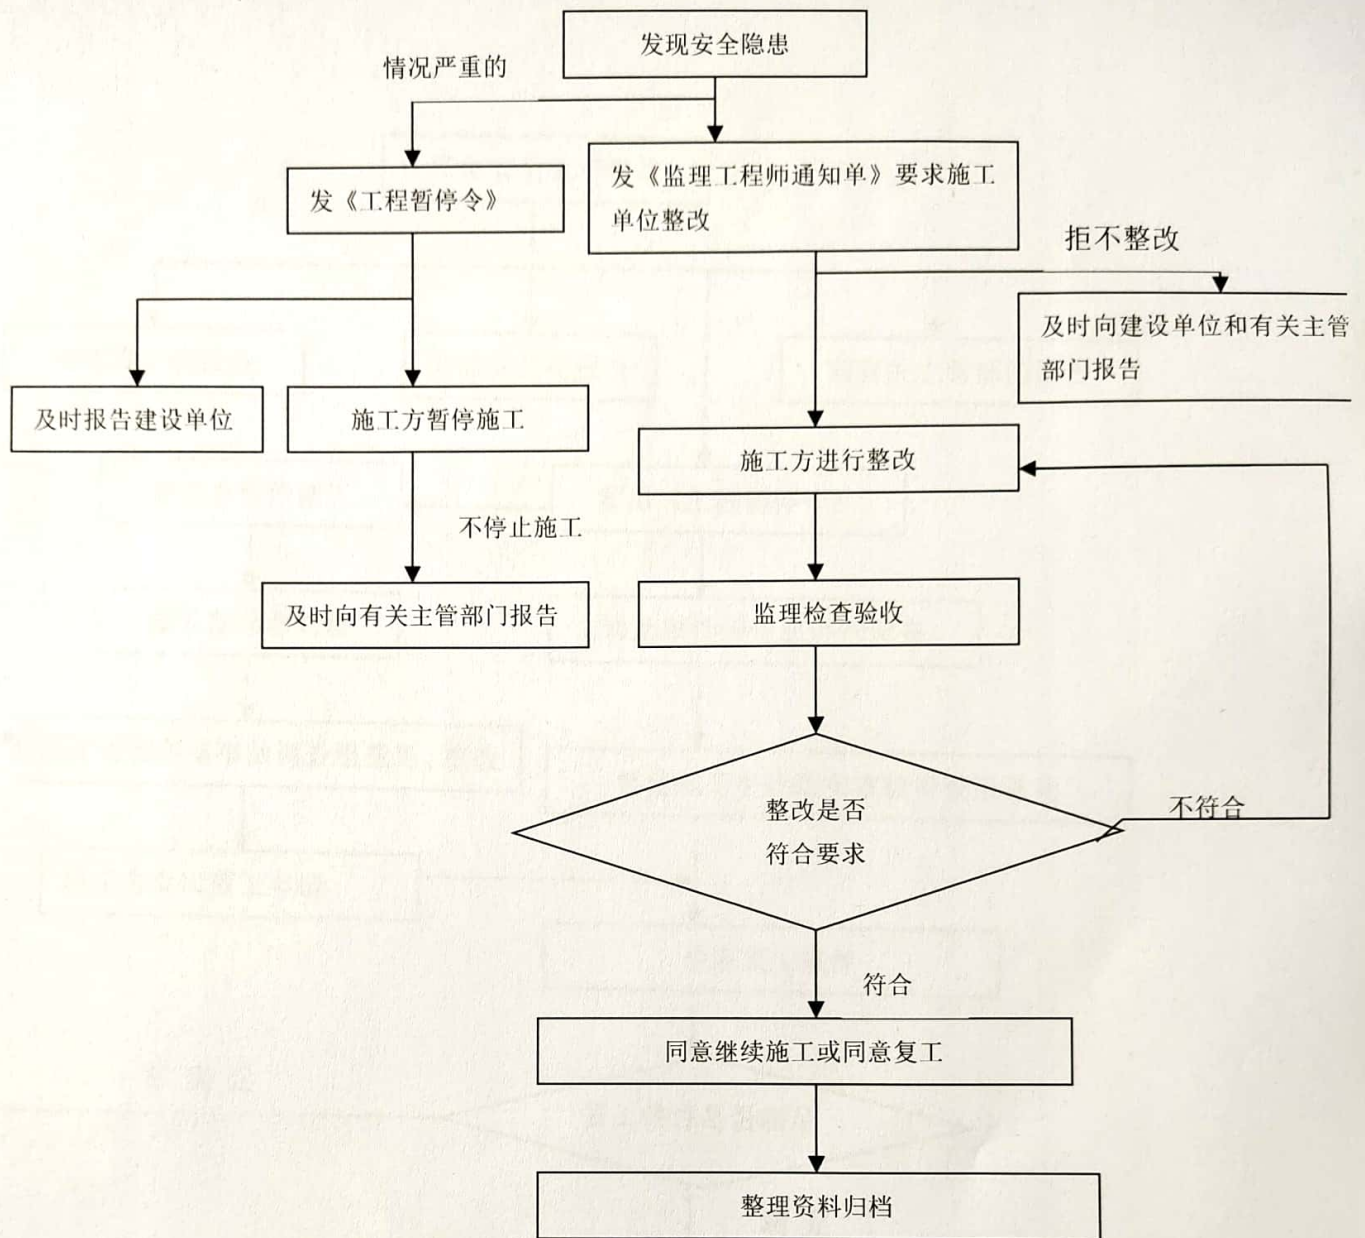 发现安全隐患
情况严重的
发《工程暂停令》
发《监理工程师通知单》要求施工
单位整改
拒不整改
及时向建设单位和有关主管
部门报告
及时报告建设单位
施工方暂停施工
施工方进行整改
不停止施工
及时向有关主管部门报告
监理检查验收
整改是否
符合要求
不符合
符合
同意继续施工或同意复工
整理资料归档